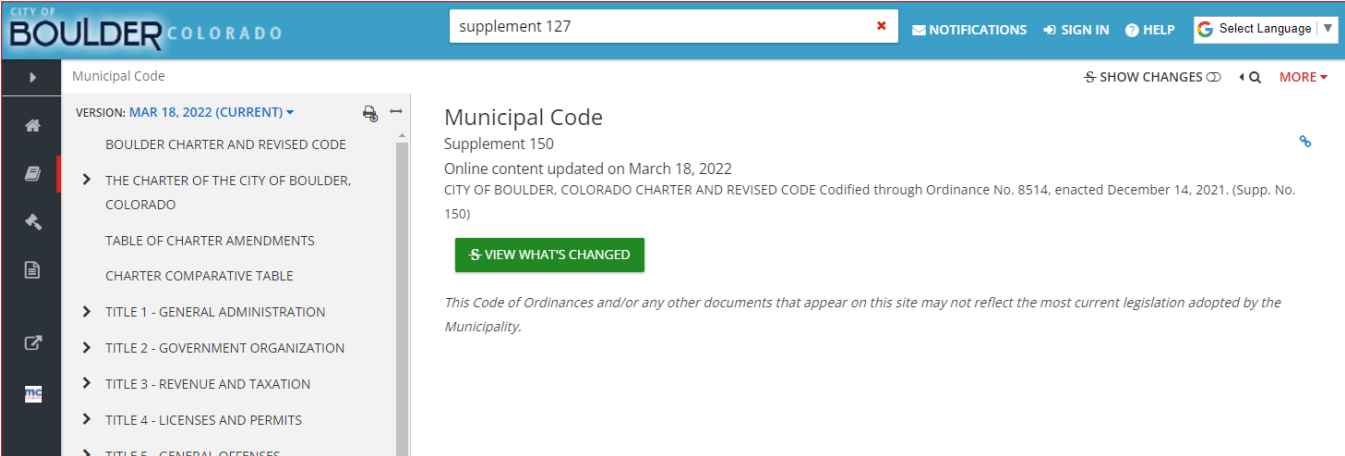 CITY OF
BOULDER COLORADO
supplement 127
NOTIFICATIONS SIGN IN HELP
G Select Language
Municipal Code
SHOW CHANGES
MORE
VERSION: MAR 18, 2022 (CURRENT)
BOULDER CHARTER AND REVISED CODE
THE CHARTER OF THE CITY OF BOULDER,
COLORADO
TABLE OF CHARTER AMENDMENTS
CHARTER COMPARATIVE TABLE
TITLE 1 - GENERAL ADMINISTRATION
TITLE 2 - GOVERNMENT ORGANIZATION
TITLE 3 - REVENUE AND TAXATION
TITLE 4 - LICENSES AND PERMITS
TITLE 5 - GENERAL OFFENSES
mc
Municipal Code
Supplement 150
Online content updated on March 18, 2022
CITY OF BOULDER, COLORADO CHARTER AND REVISED CODE Codified through Ordinance No. 8514, enacted December 14, 2021. (Supp. No.
150)
VIEW WHAT'S CHANGED
This Code of Ordinances and/or any other documents that appear on this site may not reflect the most current legislation adopted by the
Municipality.